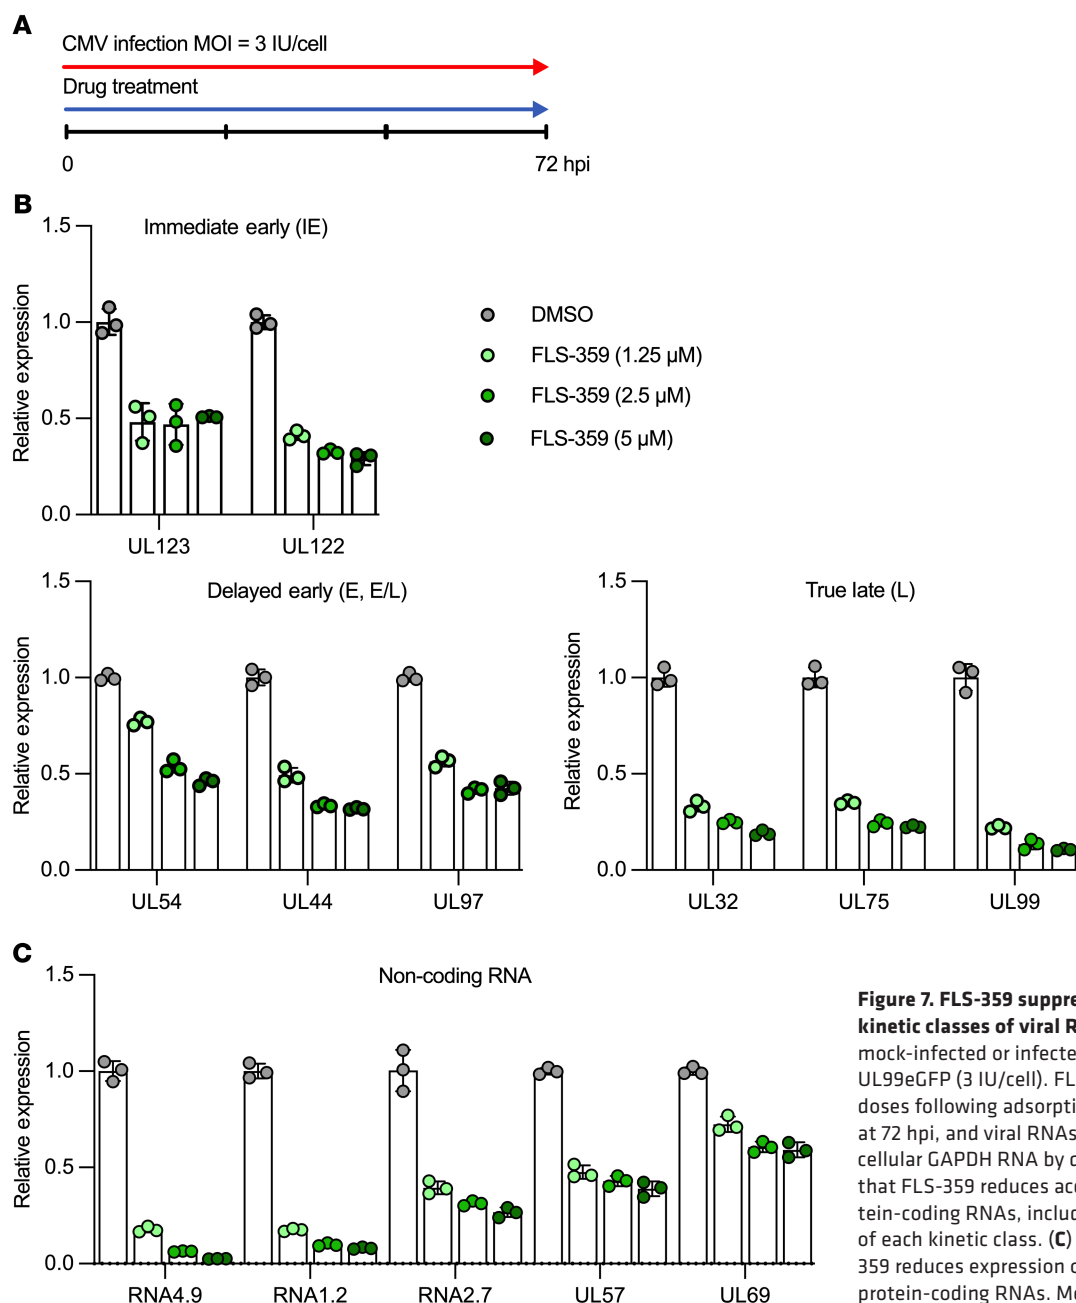 A
CMV infection MOI = 3 IU/cell
Drug treatment
0
72 hpi
B
Immediate early (IE)
Relative expression
1.5
1.0
0.5
0.0
UL123
UL122
DMSO
FLS-359 (1.25 µM)
FLS-359 (2.5 µM)
FLS-359 (5 µM)
Delayed early (E, E/L)
Relative expression
1.5
1.0
0.5
0.0
UL54
UL44
UL97
True late (L)
Relative expression
1.5
1.0
0.5
0.0
UL32
UL75
UL99
C
Non-coding RNA
Relative expression
1.5
1.0
0.5
0.0
RNA4.9
RNA1.2
RNA2.7
UL57
UL69
Figure 7. FLS-359 suppre
kinetic classes of viral R
mock-infected or infecte
UL99eGFP (3 IU/cell). FL
doses following adsorpti
at 72 hpi, and viral RNAs
cellular GAPDH RNA by
that FLS-359 reduces acc
tein-coding RNAs, includ
of each kinetic class. (C)
359 reduces expression
protein-coding RNAs. Me